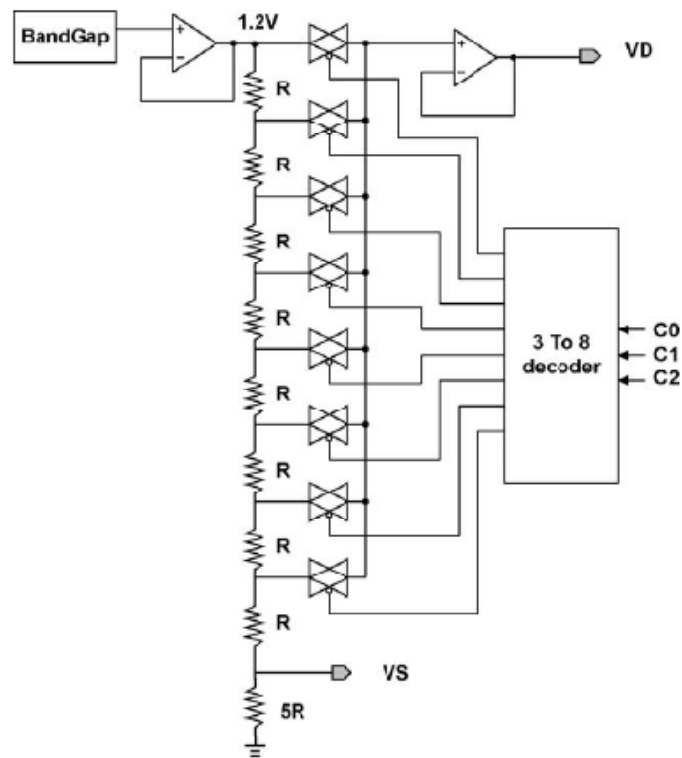 BandGap
+
−
1.2V
+
−
VD
R
R
R
R
R
R
R
R
3 To 8
decoder
C0
C1
C2
VS
5R